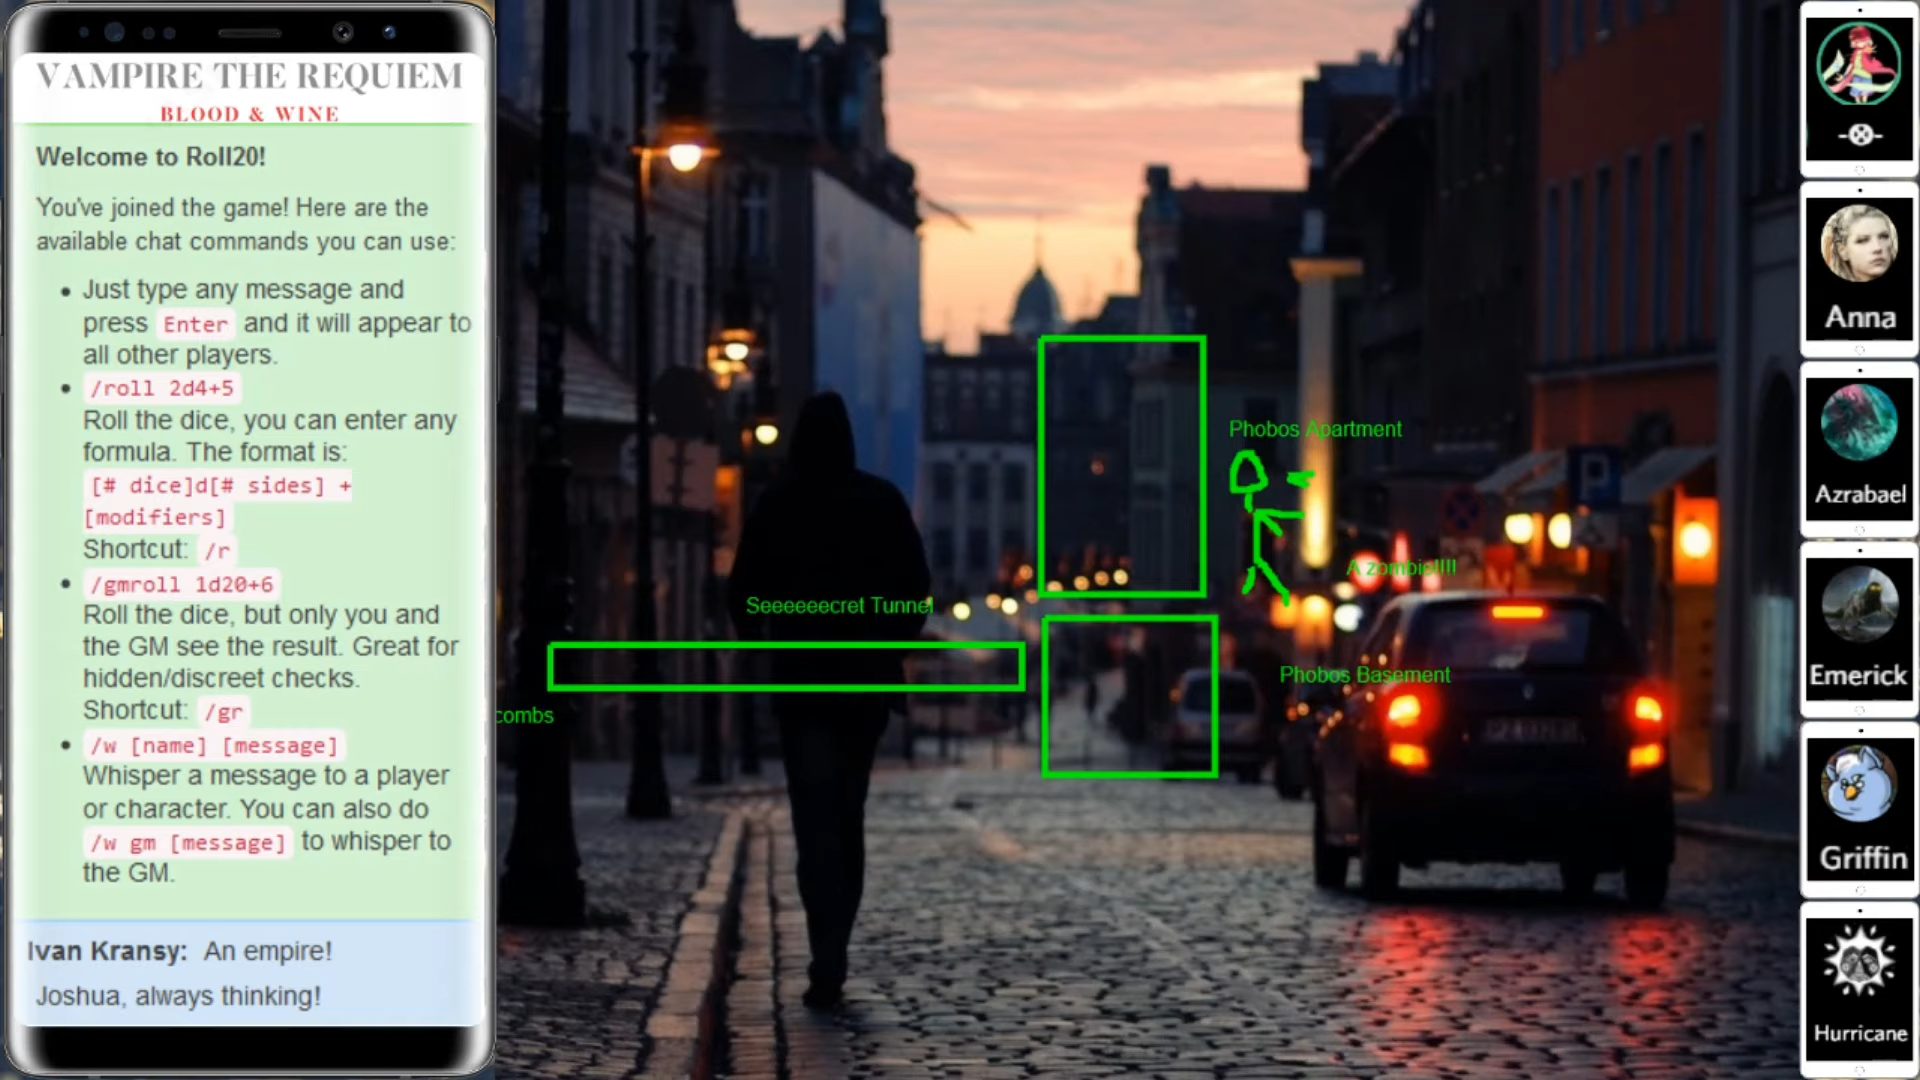 VAMPIRE THE REQUIEM
BLOOD & WINE
Welcome to Roll20!
You've joined the game! Here are the
available chat commands you can use:
Just type any message and
press Enter and it will appear to
all other players.
/roll 2d4+5
Roll the dice, you can enter any
formula. The format is:
[# dice]d[# sides] +
[modifiers]
Shortcut: /r
/gmroll 1d20+6
Roll the dice, but only you and
the GM see the result. Great for
hidden/discreet checks.
Shortcut: /gr
/w [name] [message]
Whisper a message to a player
or character. You can also do
/w gm [message] to whisper to
the GM.
Ivan Kransy: An empire!
Joshua, always thinking!
Phobos Apartment
A zombie!!!!
Seeeeeecret Tunnel
Phobos Basement
combs
P
Anna
Azrabael
Emerick
Griffin
Hurricane